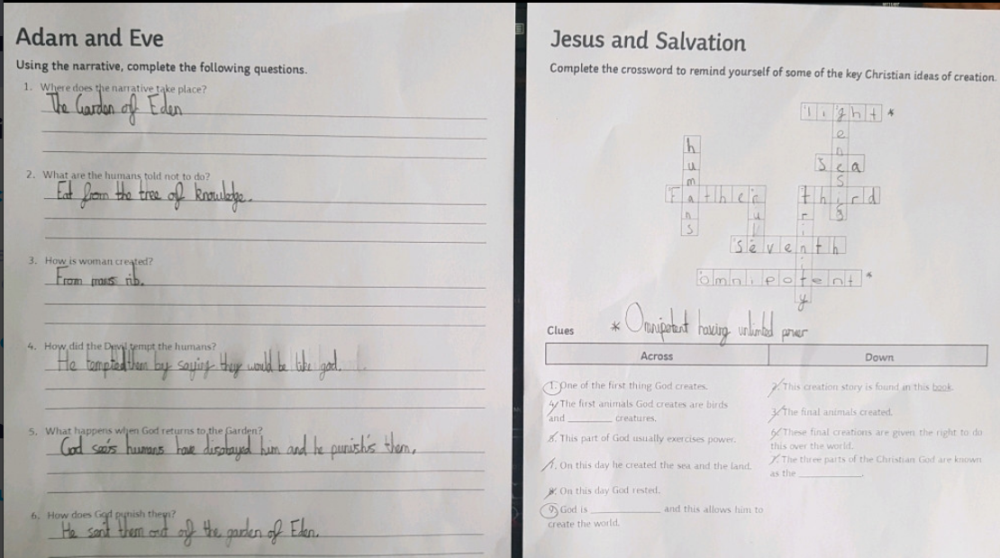 Adam and Eve
Using the narrative, complete the following questions.
1. Where does the narrative take place?
The Garden of Eden
2. What are the humans told not to do?
Eat from the tree of knowledge.
3. How is woman created?
From mans rib.
4. How did the Devil tempt the humans?
He tempted them by saying they would be like god.
5. What happens when God returns to the Garden?
God sees humans have disobayed him and he punish's them.
6. How does God punish them?
He sent them out of the garden of Eden.
Jesus and Salvation
Complete the crossword to remind yourself of some of the key Christian ideas of creation.
light *
humans
genesis
sea
Father
third
rule
trinity
seventh
omnipotent *
Clues
* Omnipotent having unlimted power
Across
Down
1. One of the first thing God creates.
4. The first animals God creates are birds
and ________ creatures.
8. This part of God usually exercises power.
7. On this day he created the sea and the land.
8. On this day God rested.
9. God is ____________ and this allows him to
create the world.
2. This creation story is found in this book.
3. The final animals created.
6. These final creations are given the right to do
this over the world.
7. The three parts of the Christian God are known
as the ___________.